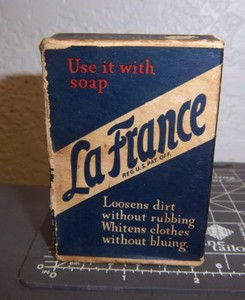 Use it with
soap
La France
REG. U.S. PAT. OFF.
Loosens dirt
without rubbing
Whitens clothes
without bluing.